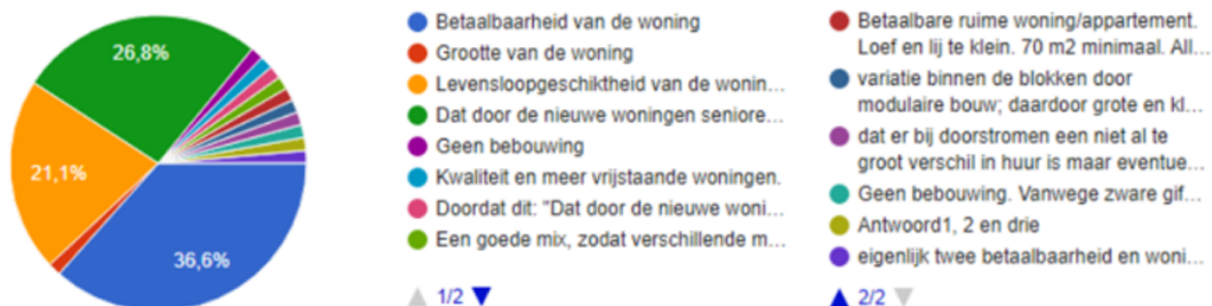 26,8%
21,1%
36,6%
Betaalbaarheid van de woning
Grootte van de woning
Levensloopgeschiktheid van de wonin...
Dat door de nieuwe woningen seniore...
Geen bebouwing
Kwaliteit en meer vrijstaande woningen.
Doordat dit: "Dat door de nieuwe woni...
Een goede mix, zodat verschillende m...
1/2
Betaalbare ruime woning/appartement.
Loef en lij te klein. 70 m2 minimaal. All...
variatie binnen de blokken door
modulaire bouw; daardoor grote en kl...
dat er bij doorstromen een niet al te
groot verschil in huur is maar eventue...
Geen bebouwing. Vanwege zware gif...
Antwoord1, 2 en drie
eigenlijk twee betaalbaarheid en woni...
2/2